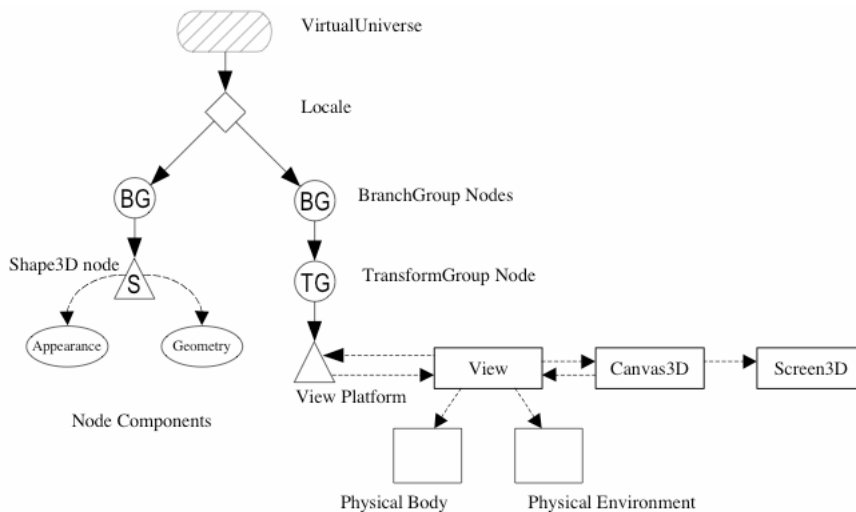 VirtualUniverse
Locale
BG
BG
BranchGroup Nodes
Shape3D node
S
TG
TransformGroup Node
Appearance
Geometry
View
Canvas3D
Screen3D
View Platform
Node Components
Physical Body
Physical Environment